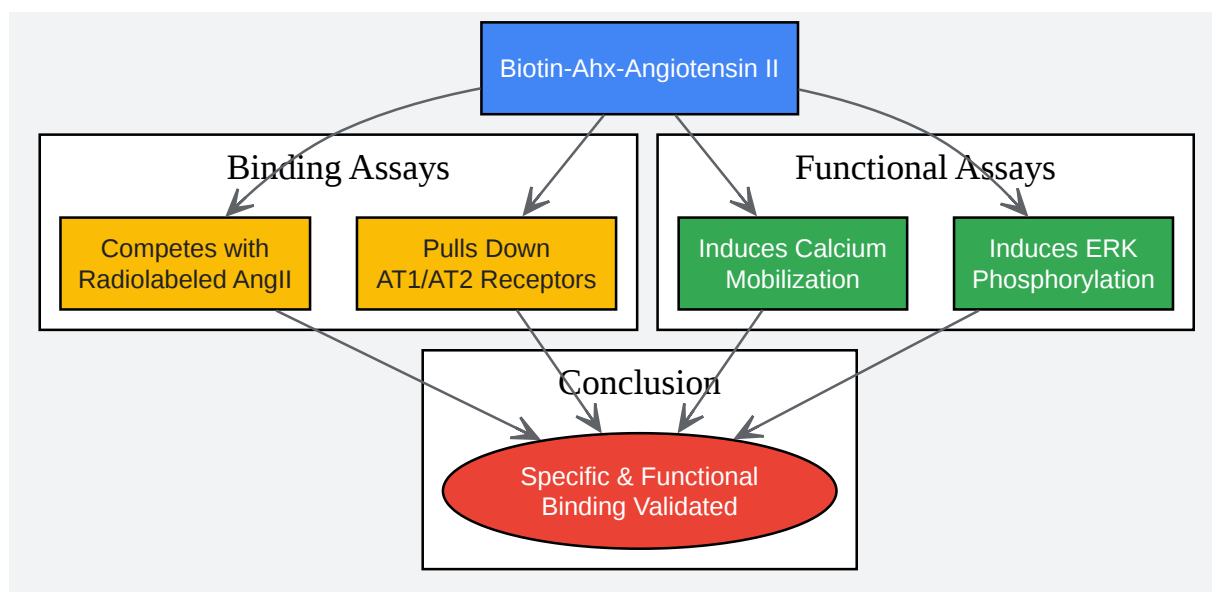 Biotin-Ahx-Angiotensin II
Binding Assays
Competes with
Radiolabeled AngII
Pulls Down
AT1/AT2 Receptors
Functional Assays
Induces Calcium
Mobilization
Induces ERK
Phosphorylation
Conclusion
Specific & Functional
Binding Validated